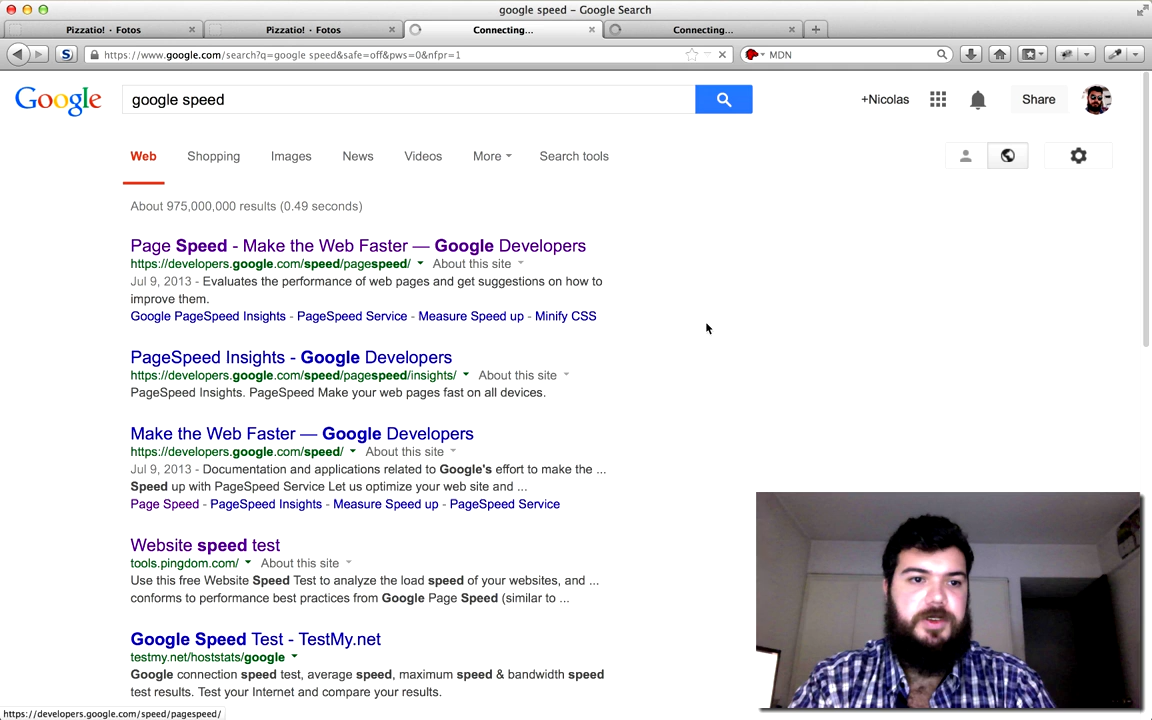 google speed – Google Search
Pizzatio! · Fotos
Pizzatio! · Fotos
Connecting...
Connecting...
https://www.google.com/search?q=google speed&safe=off&pws=0&nfpr=1
MDN
Google
google speed
+Nicolas
Share
Web
Shopping
Images
News
Videos
More
Search tools
About 975,000,000 results (0.49 seconds)
Page Speed - Make the Web Faster — Google Developers
https://developers.google.com/speed/pagespeed/ About this site
Jul 9, 2013 - Evaluates the performance of web pages and get suggestions on how to
improve them.
Google PageSpeed Insights - PageSpeed Service - Measure Speed up - Minify CSS
PageSpeed Insights - Google Developers
https://developers.google.com/speed/pagespeed/insights/ About this site
PageSpeed Insights. PageSpeed Make your web pages fast on all devices.
Make the Web Faster — Google Developers
https://developers.google.com/speed/ About this site
Jul 9, 2013 - Documentation and applications related to Google's effort to make the ...
Speed up with PageSpeed Service Let us optimize your web site and ...
Page Speed - PageSpeed Insights - Measure Speed up - PageSpeed Service
Website speed test
tools.pingdom.com/ About this site
Use this free Website Speed Test to analyze the load speed of your websites, and ...
conforms to performance best practices from Google Page Speed (similar to ...
Google Speed Test - TestMy.net
testmy.net/hoststats/google
Google connection speed test, average speed, maximum speed & bandwidth speed
test results. Test your Internet and compare your results.
https://developers.google.com/speed/pagespeed/